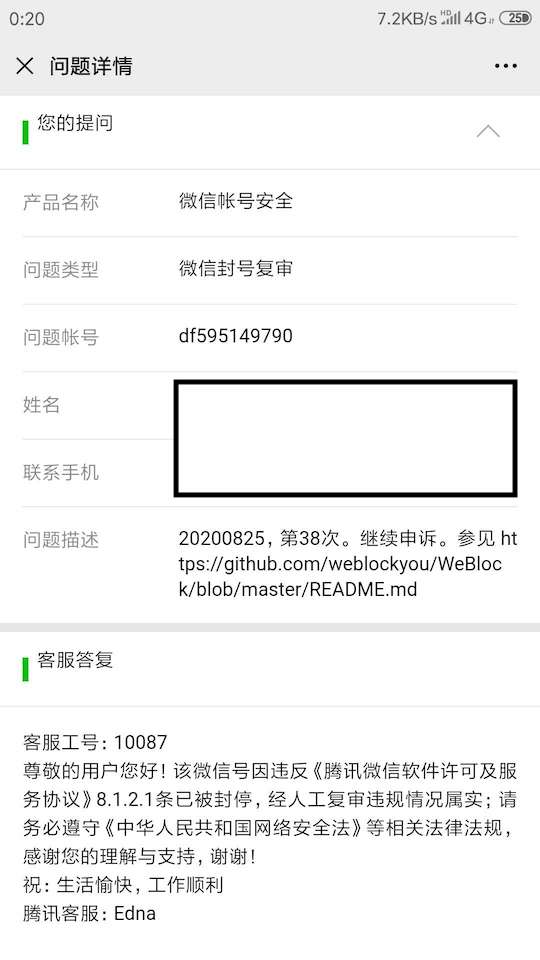 0:20
7.2KB/s HD 4G 25
问题详情
您的提问
产品名称 微信帐号安全
问题类型 微信封号复审
问题帐号 df595149790
姓名
联系手机
问题描述 20200825，第38次。继续申诉。参见 ht
tps://github.com/weblockyou/WeBloc
k/blob/master/README.md
客服答复
客服工号：10087
尊敬的用户您好！该微信号因违反《腾讯微信软件许可及服
务协议》8.1.2.1条已被封停，经人工复审违规情况属实；请
务必遵守《中华人民共和国网络安全法》等相关法律法规，
感谢您的理解与支持，谢谢！
祝：生活愉快，工作顺利
腾讯客服：Edna